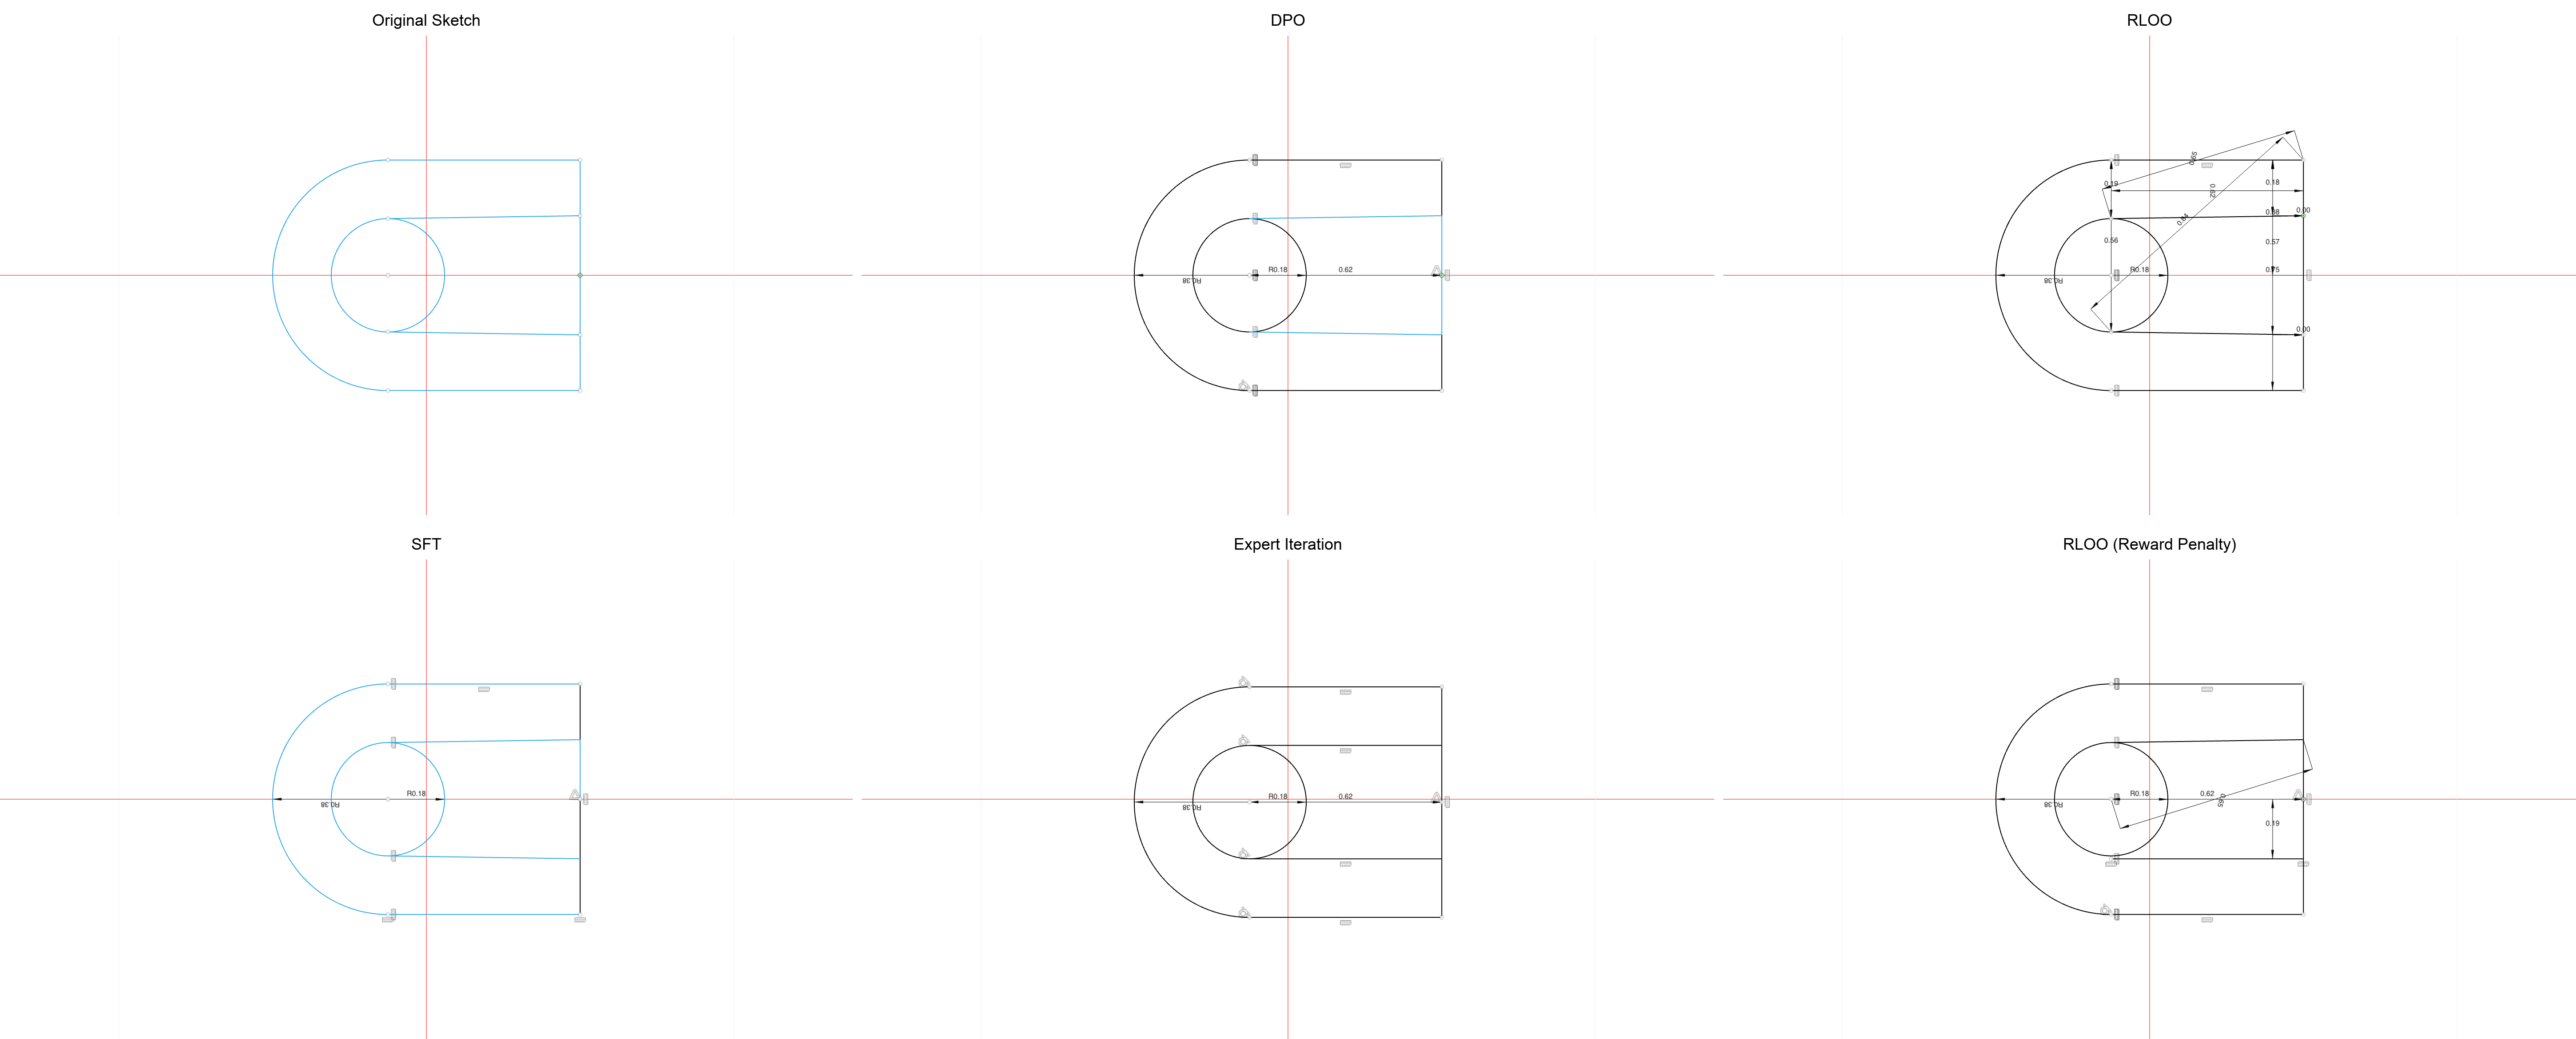 Original Sketch
DPO
R0.38
R0.18
0.62
RLOO
0.65
0.19
0.62
0.18
0.64
0.38
0.00
0.56
0.57
R0.38
R0.18
0.75
0.00
SFT
R0.38
R0.18
Expert Iteration
R0.38
R0.18
0.62
RLOO (Reward Penalty)
R0.38
R0.18
0.62
0.65
0.19